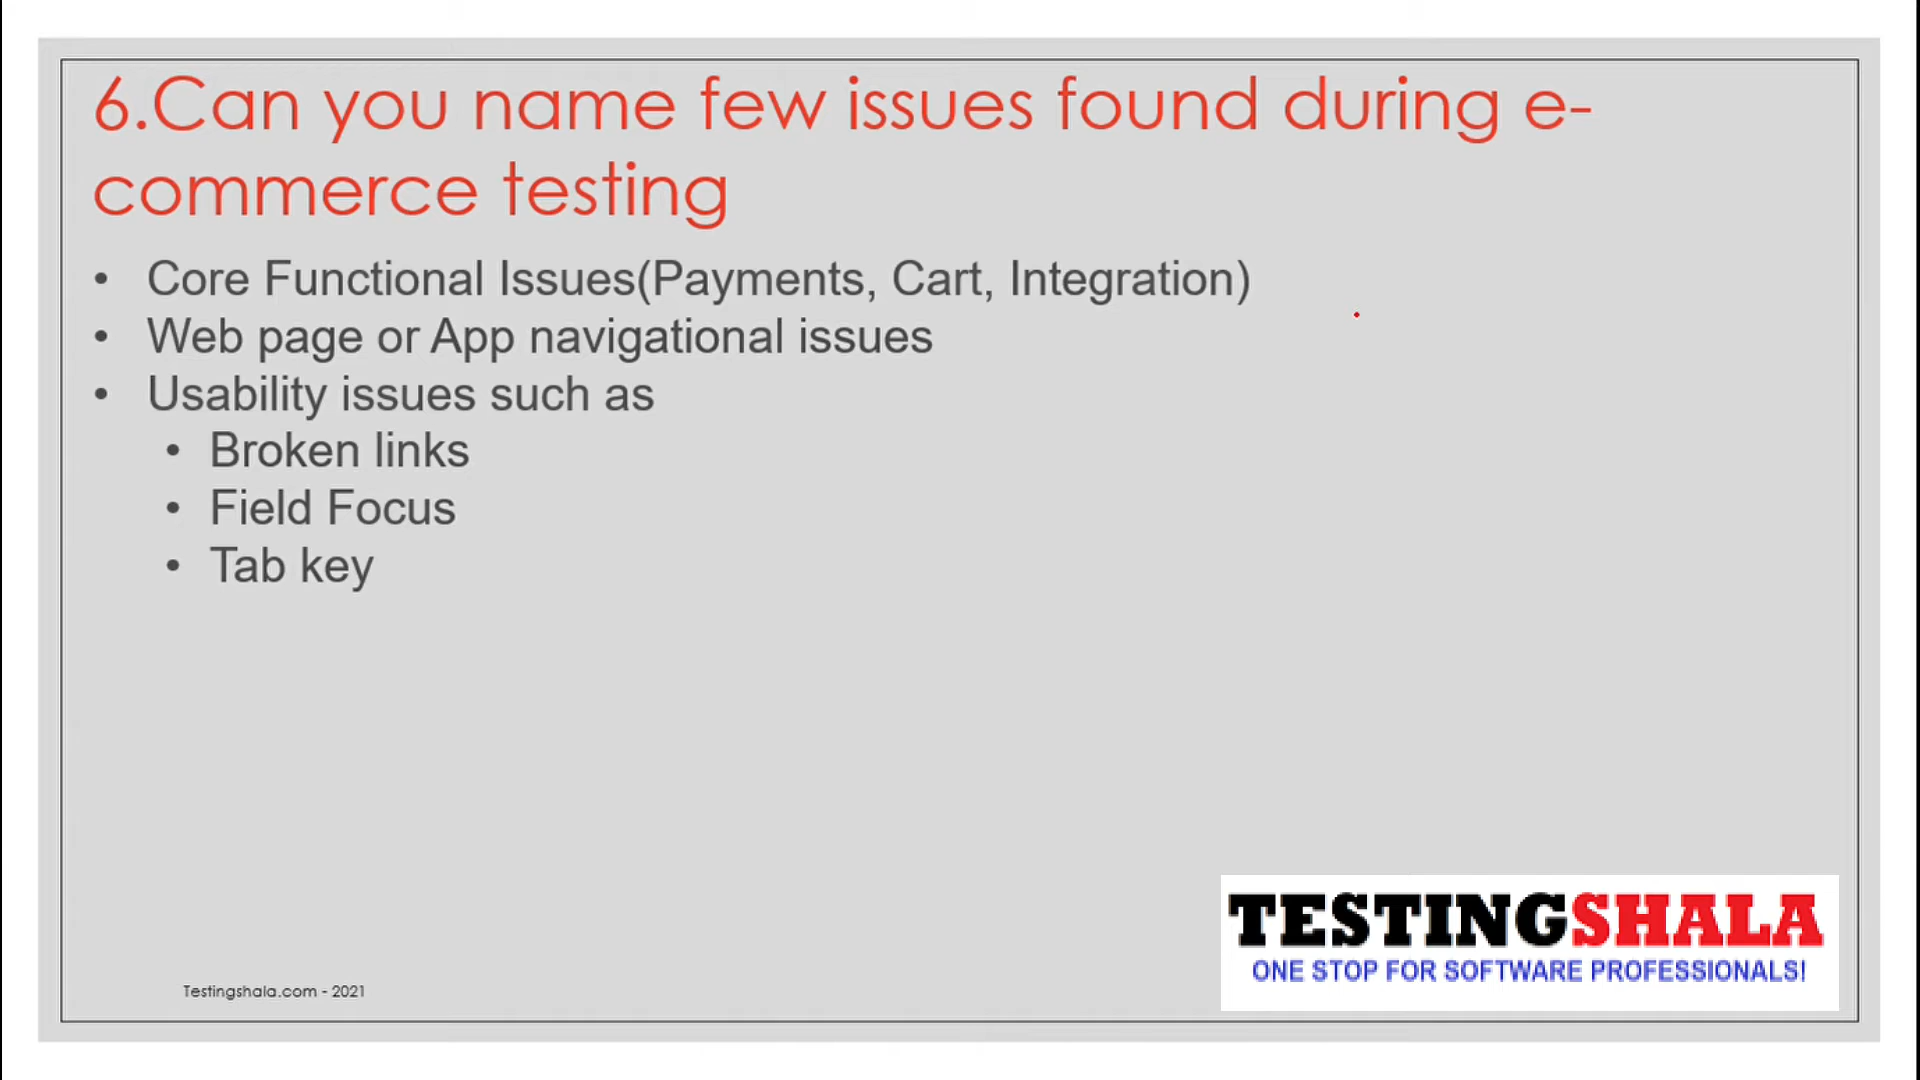 6.Can you name few issues found during e-
commerce testing
• Core Functional Issues(Payments, Cart, Integration)
• Web page or App navigational issues
• Usability issues such as
• Broken links
• Field Focus
• Tab key
TESTINGSHALA
ONE STOP FOR SOFTWARE PROFESSIONALS!
Testingshala.com - 2021